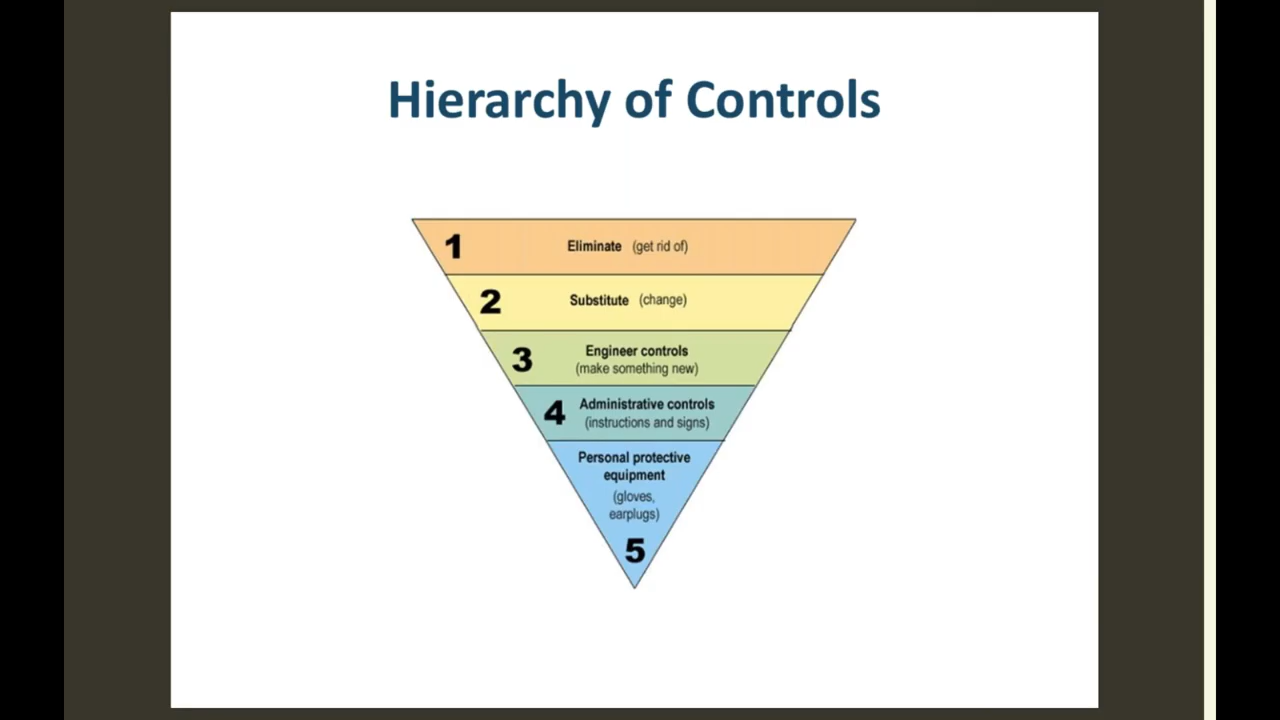 Hierarchy of Controls
1 Eliminate (get rid of)
2 Substitute (change)
3 Engineer controls
(make something new)
4 Administrative controls
(instructions and signs)
Personal protective
equipment
(gloves,
earplugs)
5